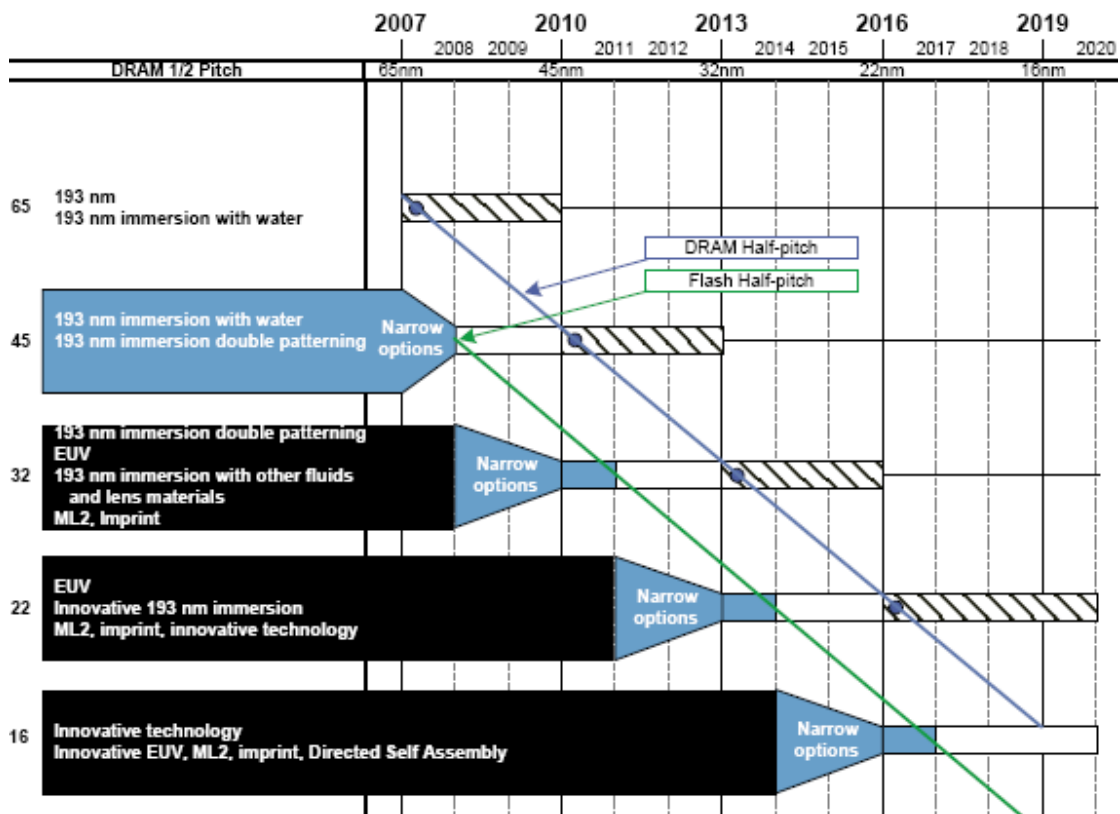 2007 2010 2013 2016 2019
2008 2009 2011 2012 2014 2015 2017 2018 2020
DRAM 1/2 Pitch 65nm 45nm 32nm 22nm 16nm
65 193 nm
193 nm immersion with water
DRAM Half-pitch
Flash Half-pitch
45 193 nm immersion with water
193 nm immersion double patterning
Narrow
options
32 193 nm immersion double patterning
EUV
193 nm immersion with other fluids
and lens materials
ML2, Imprint
Narrow
options
22 EUV
Innovative 193 nm immersion
ML2, imprint, innovative technology
Narrow
options
16 Innovative technology
Innovative EUV, ML2, imprint, Directed Self Assembly
Narrow
options